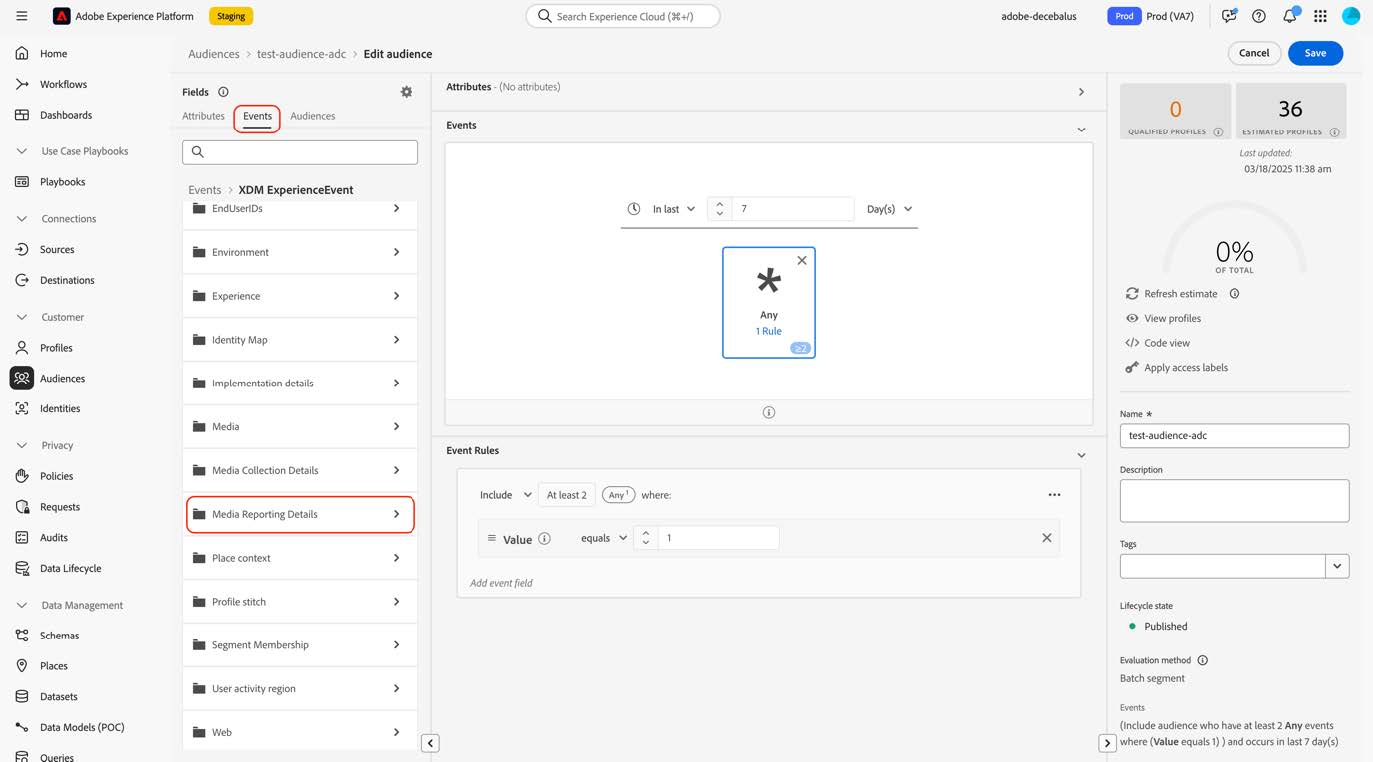 Adobe Experience Platform Staging Search Experience Cloud (⌘+/) adobe-decebalus Prod Prod (VA7)
Home
Workflows
Dashboards
Use Case Playbooks
Playbooks
Connections
Sources
Destinations
Customer
Profiles
Audiences
Identities
Privacy
Policies
Requests
Audits
Data Lifecycle
Data Management
Schemas
Places
Datasets
Data Models (POC)
Queries
Audiences > test-audience-adc > Edit audience Cancel Save
Fields
Attributes Events Audiences
Events > XDM ExperienceEvent
EndUserIDs
Environment
Experience
Identity Map
Implementation details
Media
Media Collection Details
Media Reporting Details
Place context
Profile stitch
Segment Membership
User activity region
Web
Attributes - (No attributes)
Events
In last 7 Day(s)
Any
1 Rule
≥2
Event Rules
Include At least 2 Any 1 where:
Value equals 1
Add event field
0 36
QUALIFIED PROFILES ESTIMATED PROFILES
Last updated:
03/18/2025 11:38 am
0%
OF TOTAL
Refresh estimate
View profiles
Code view
Apply access labels
Name *
test-audience-adc
Description
Tags
Lifecycle state
Published
Evaluation method
Batch segment
Events
(Include audience who have at least 2 Any events
where (Value equals 1) ) and occurs in last 7 day(s)